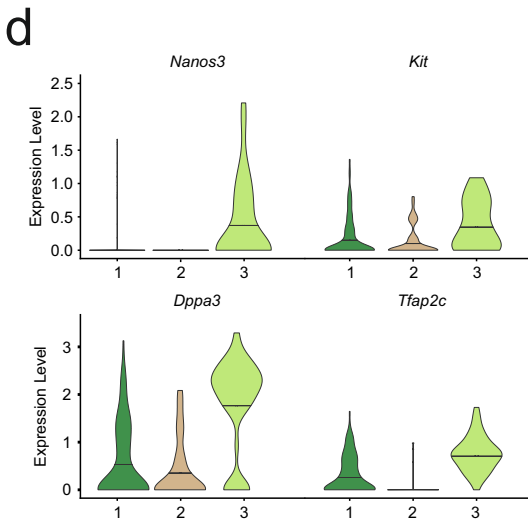 d
Nanos3 Kit
Expression Level
2.5
2.0
1.5
1.0
0.5
0.0
1 2 3 1 2 3
Dppa3 Tfap2c
Expression Level
3
2
1
0
1 2 3 1 2 3